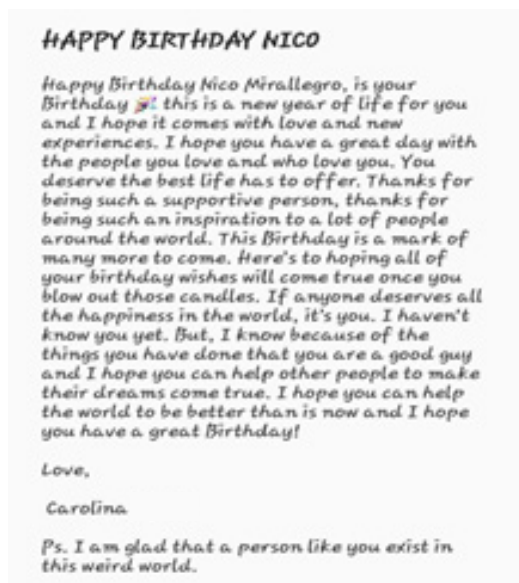 HAPPY BIRTHDAY NICO
Happy Birthday Nico Mirallegro, is your
Birthday 🎉 this is a new year of life for you
and I hope it comes with love and new
experiences. I hope you have a great day with
the people you love and who love you. You
deserve the best life has to offer. Thanks for
being such a supportive person, thanks for
being such an inspiration to a lot of people
around the world. This Birthday is a mark of
many more to come. Here's to hoping all of
your birthday wishes will come true once you
blow out those candles. If anyone deserves all
the happiness in the world, it's you. I haven't
know you yet. But, I know because of the
things you have done that you are a good guy
and I hope you can help other people to make
their dreams come true. I hope you can help
the world to be better than is now and I hope
you have a great Birthday!
Love,
Carolina
Ps. I am glad that a person like you exist in
this weird world.